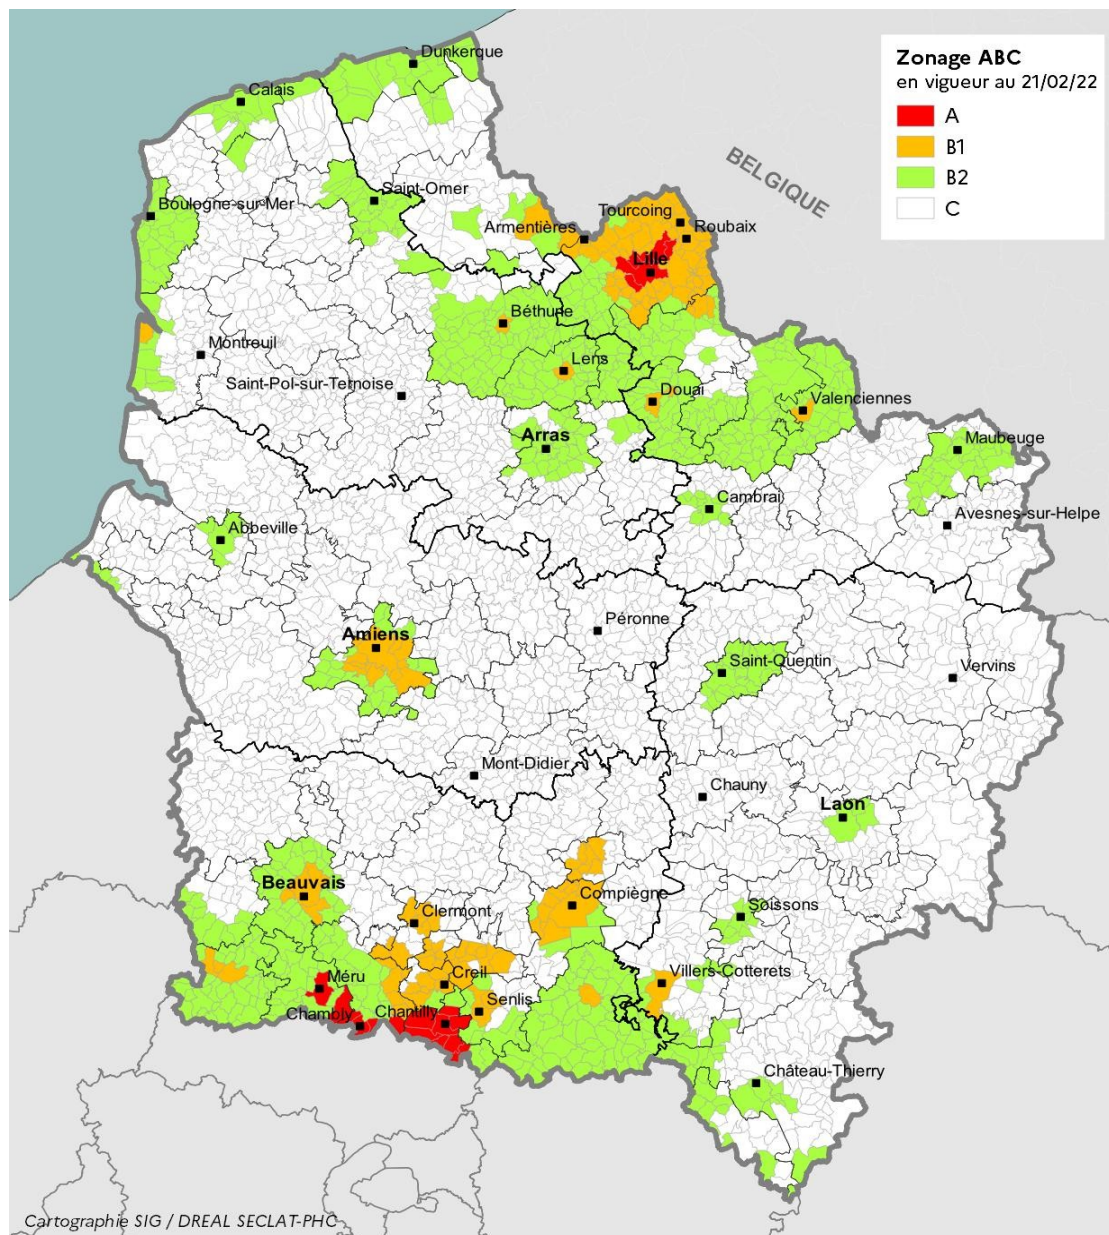 Zonage ABC
en vigueur au 21/02/22
A
B1
B2
C
BELGIQUE
Dunkerque
Calais
Saint-Omer
Boulogne-sur-Mer
Tourcoing
Armentières
Roubaix
Lille
Béthune
Montreuil
Lens
Saint-Pol-sur-Ternoise
Douai
Valenciennes
Arras
Maubeuge
Cambrai
Avesnes-sur-Helpe
Abbeville
Péronne
Amiens
Saint-Quentin
Vervins
Mont-Didier
Chauny
Laon
Beauvais
Compiègne
Clermont
Soissons
Méru
Creil
Villers-Cotterets
Senlis
Chambly
Chantilly
Château-Thierry
Cartographie SIG / DREAL SECLAT-PHC